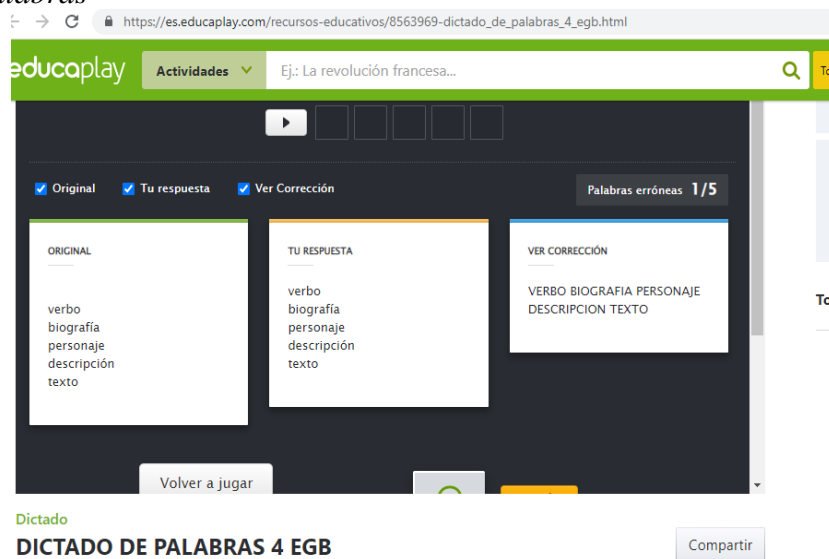 https://es.educaplay.com/recursos-educativos/8563969-dictado_de_palabras_4_egb.html
educaplay
Actividades
Ej.: La revolución francesa...
Original
Tu respuesta
Ver Corrección
Palabras erróneas 1/5
ORIGINAL
verbo
biografía
personaje
descripción
texto
TU RESPUESTA
verbo
biografía
personaje
descripción
texto
VER CORRECCIÓN
VERBO BIOGRAFIA PERSONAJE
DESCRIPCION TEXTO
Volver a jugar
Dictado
DICTADO DE PALABRAS 4 EGB
Compartir